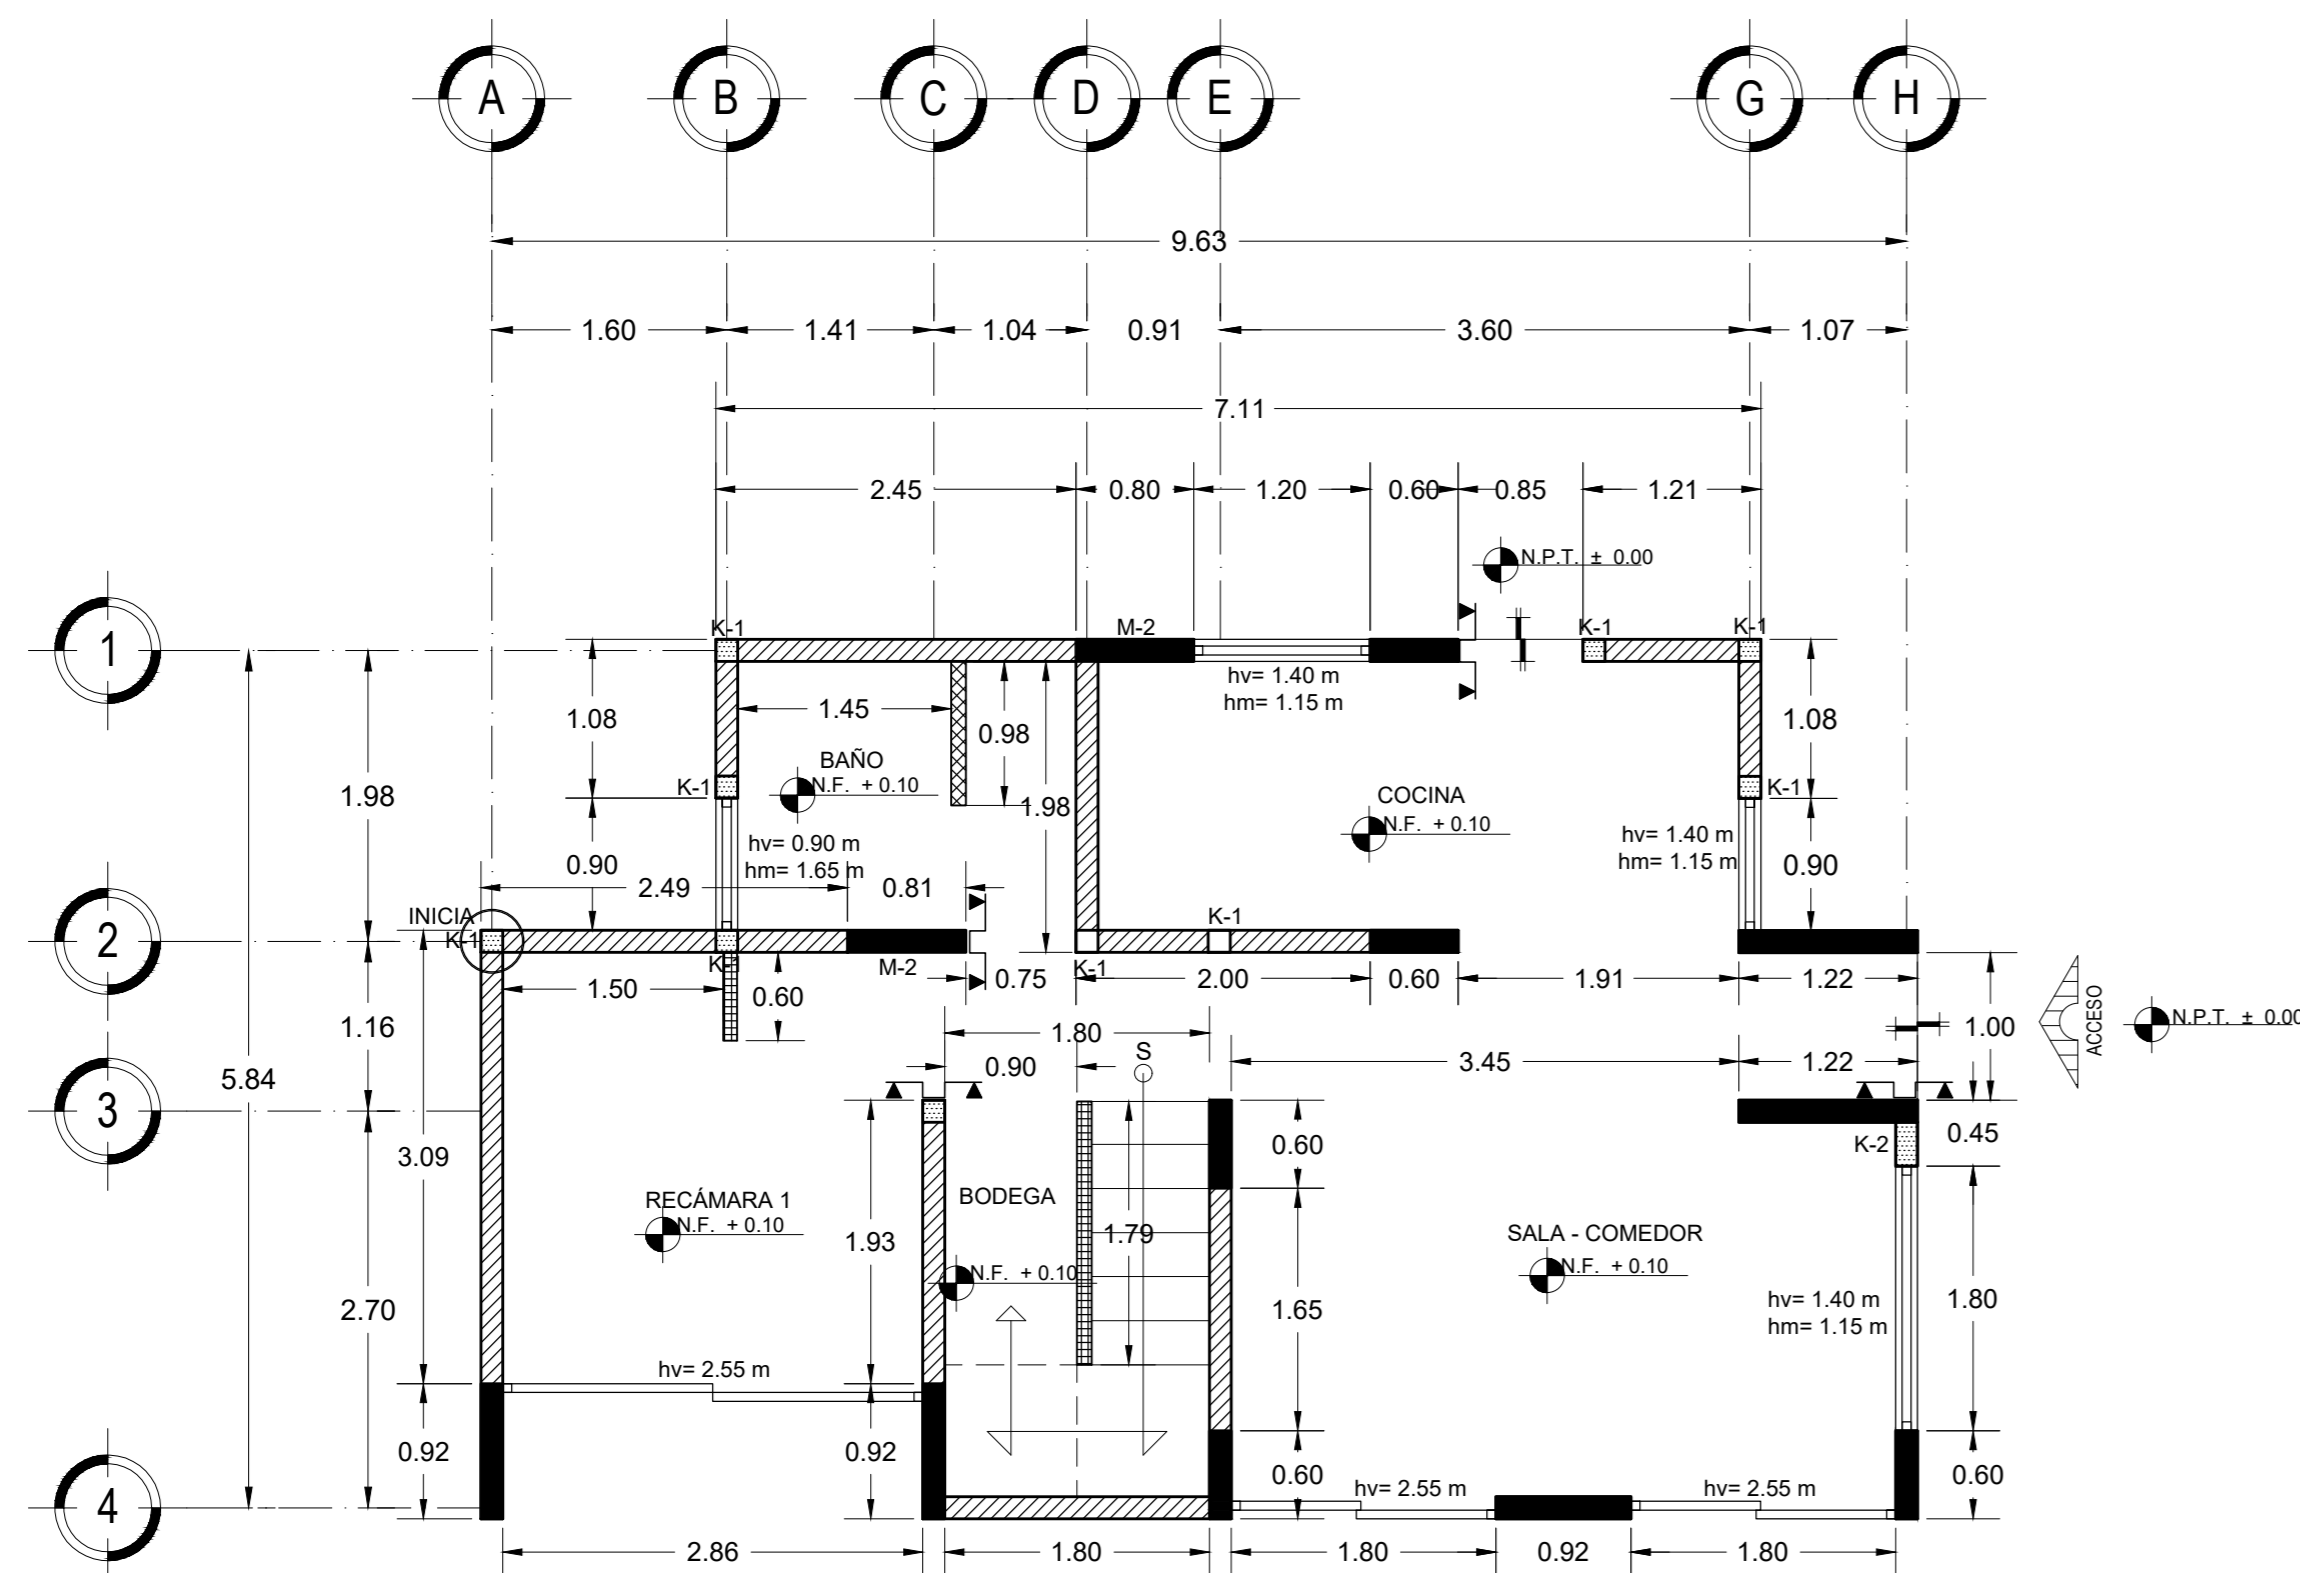 A B C D E G H
9.63
1.60 1.41 1.04 0.91 3.60 1.07
7.11
2.45 0.80 1.20 0.60 0.85 1.21
N.P.T. ± 0.00
K-1 M-2 K-1 K-1
1
hv= 1.40 m
hm= 1.15 m
1.08 1.45 0.98 1.08
BAÑO
N.F. + 0.10
K-1 K-1
1.98 1.98
COCINA
N.F. + 0.10
hv= 0.90 m
hm= 1.65 m
hv= 1.40 m
hm= 1.15 m
0.90 0.90
2.49 0.81
INICIA
K-1
K-1
2
K-1 M-2 K-1
1.50 0.60 0.75 2.00 0.60 1.91 1.22
1.16 1.80 1.00
ACCESO
N.P.T. ± 0.00
S
5.84 0.90 3.45 1.22
3
3.09 0.60 K-2 0.45
RECÁMARA 1
N.F. + 0.10
BODEGA
N.F. + 0.10
1.93 1.79
SALA - COMEDOR
N.F. + 0.10
2.70 1.65
hv= 1.40 m
hm= 1.15 m
1.80
hv= 2.55 m
0.92 0.92 0.60 0.60
hv= 2.55 m hv= 2.55 m
4
2.86 1.80 1.80 0.92 1.80